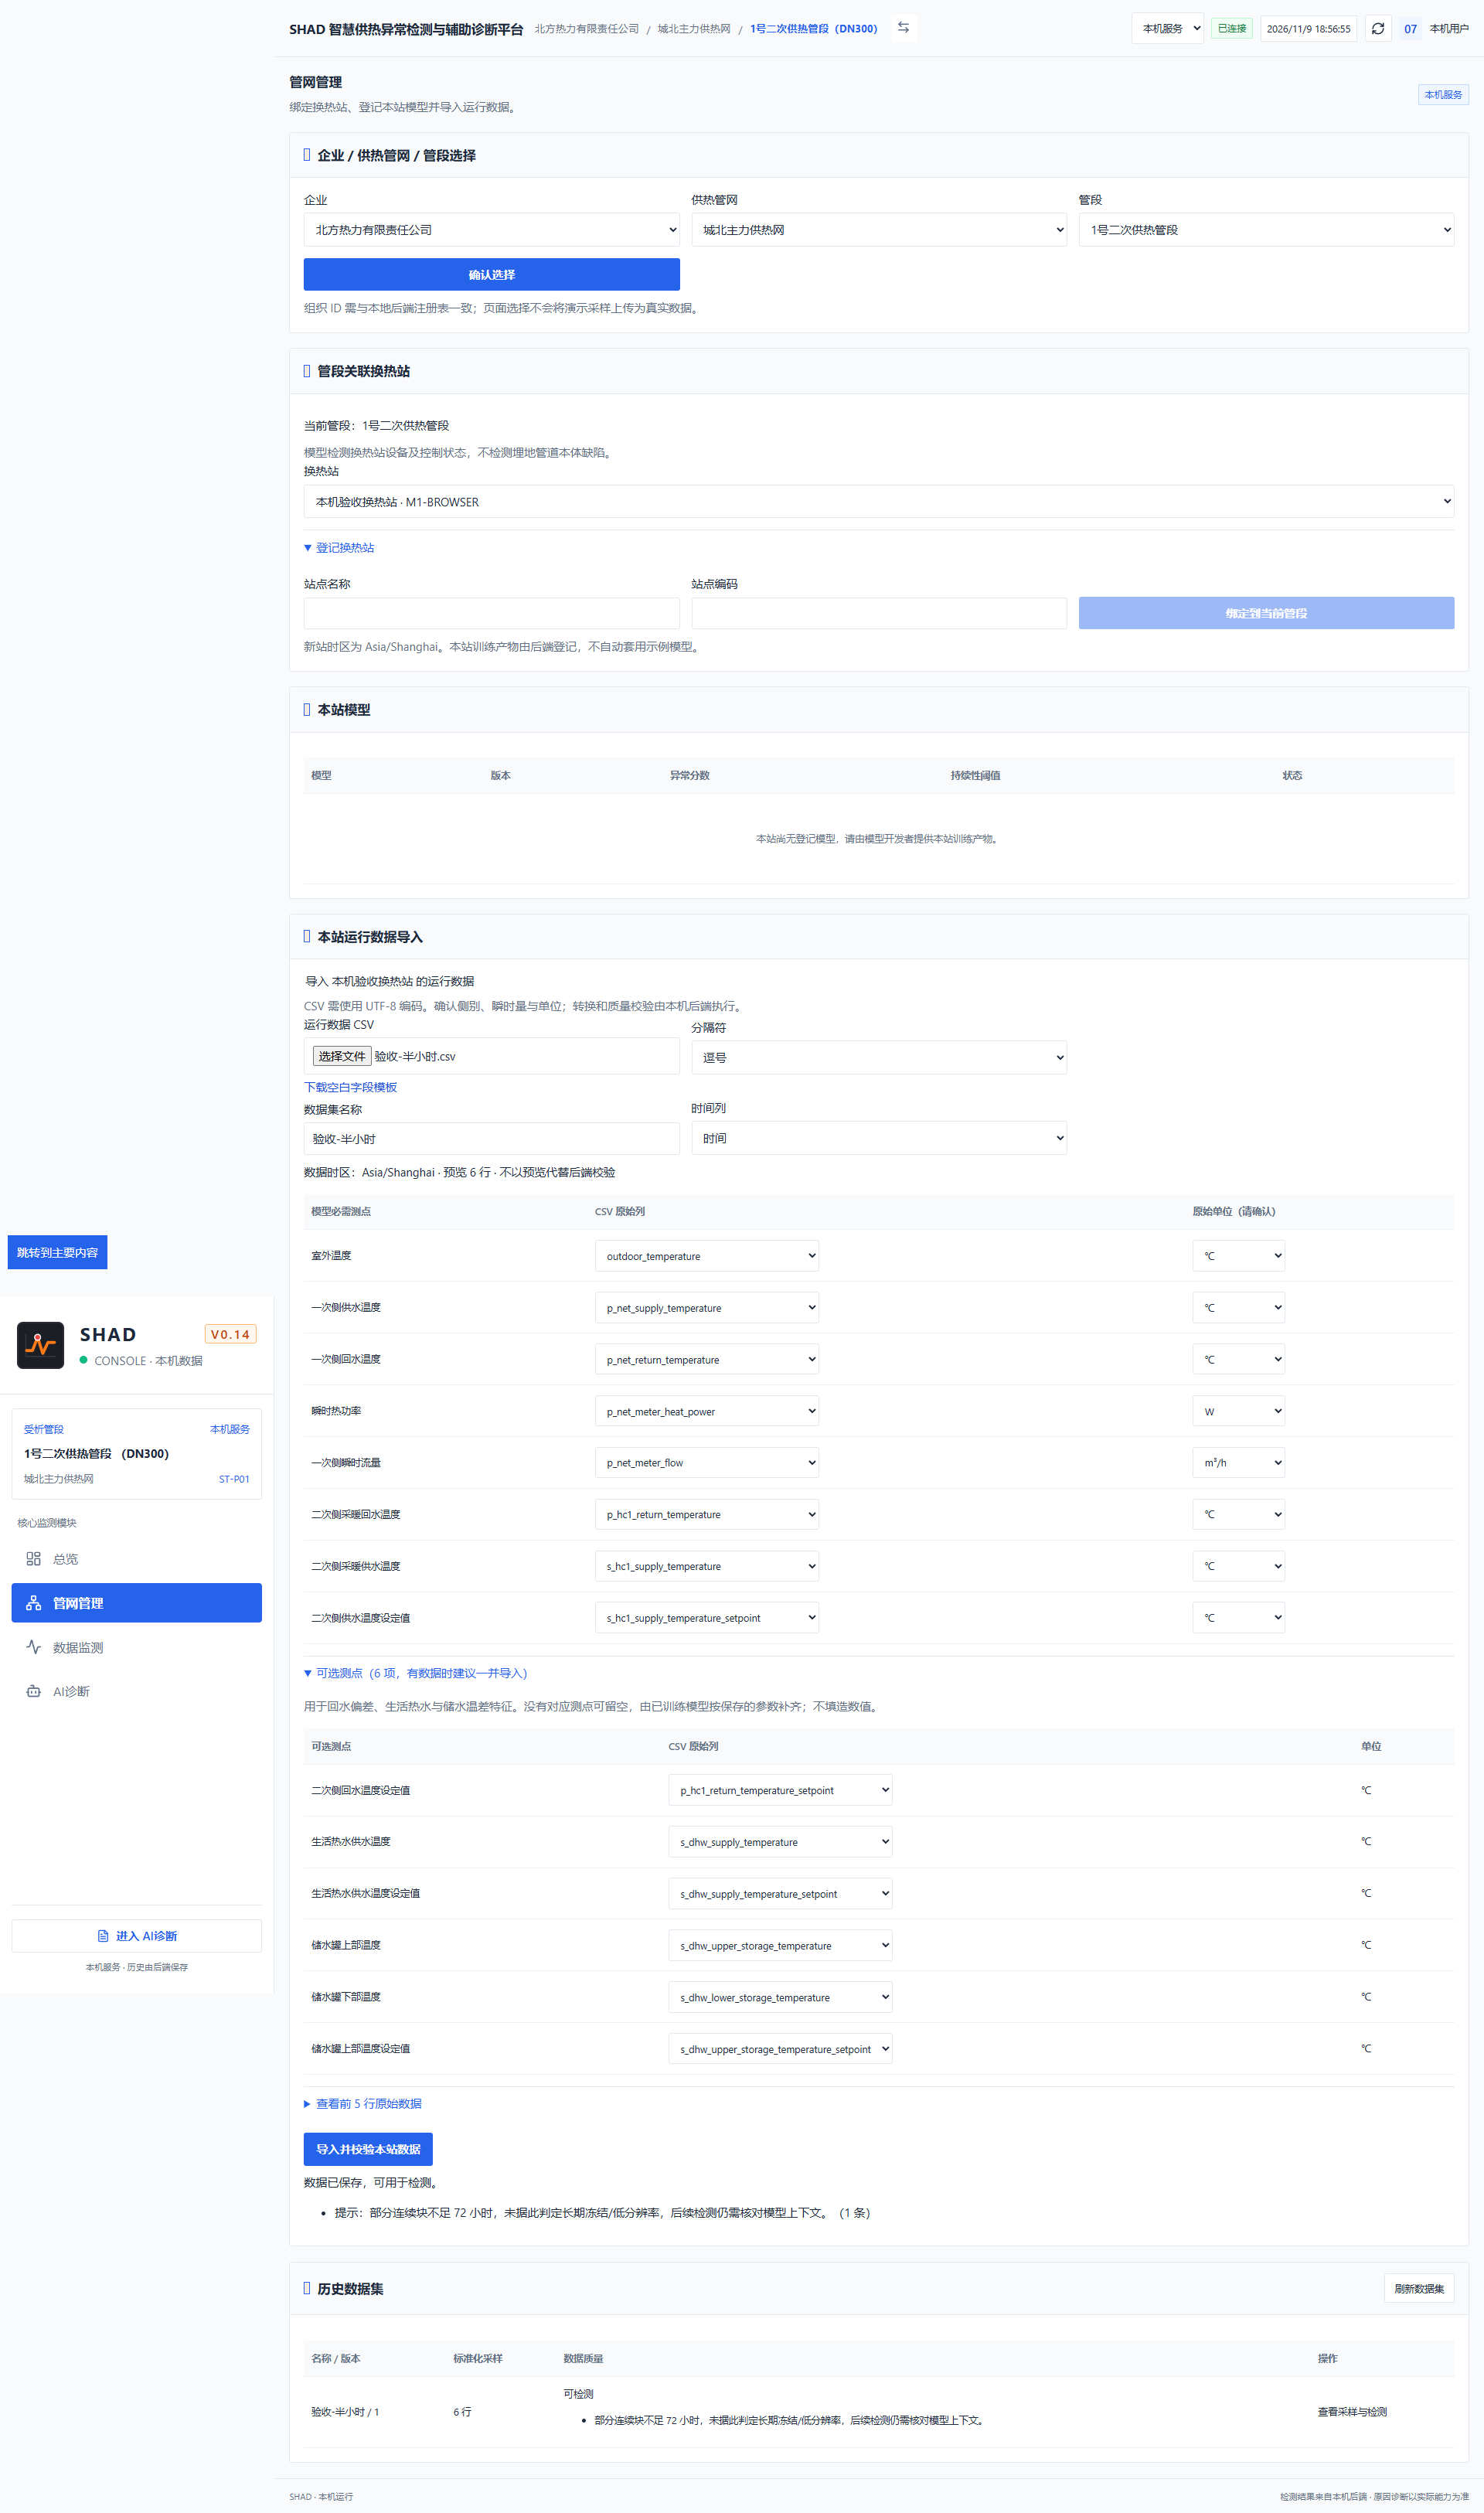 SHAD 智慧供热异常检测与辅助诊断平台 北方热力有限责任公司 / 城北主力供热网 / 1号二次供热管段（DN300） 本机服务 已连接 2026/11/9 18:56:55 07 本机用户
管网管理
绑定换热站、登记本站模型并导入运行数据。
本机服务
企业 / 供热管网 / 管段选择
企业 供热管网 管段
北方热力有限责任公司 城北主力供热网 1号二次供热管段
确认选择
组织 ID 需与本地后端注册表一致；页面选择不会将演示采样上传为真实数据。
管段关联换热站
当前管段：1号二次供热管段
模型检测换热站设备及控制状态，不检测埋地管道本体缺陷。
换热站
本机验收换热站 · M1-BROWSER
▼ 登记换热站
站点名称 站点编码
绑定到当前管段
新站时区为 Asia/Shanghai。本站训练产物由后端登记，不自动套用示例模型。
本站模型
模型 版本 异常分数 持续性阈值 状态
本站尚无登记模型，请由模型开发者提供本站训练产物。
本站运行数据导入
导入 本机验收换热站 的运行数据
CSV 需使用 UTF-8 编码。确认侧别、瞬时量与单位；转换和质量校验由本机后端执行。
运行数据 CSV 分隔符
选择文件 验收-半小时.csv 逗号
下载空白字段模板
数据集名称 时间列
验收-半小时 时间
数据时区：Asia/Shanghai · 预览 6 行 · 不以预览代替后端校验
模型必需测点 CSV 原始列 原始单位（请确认）
室外温度 outdoor_temperature ℃
一次侧供水温度 p_net_supply_temperature ℃
一次侧回水温度 p_net_return_temperature ℃
瞬时热功率 p_net_meter_heat_power W
一次侧瞬时流量 p_net_meter_flow m³/h
二次侧采暖回水温度 p_hc1_return_temperature ℃
二次侧采暖供水温度 s_hc1_supply_temperature ℃
二次侧供水温度设定值 s_hc1_supply_temperature_setpoint ℃
▼ 可选测点（6 项，有数据时建议一并导入）
用于回水偏差、生活热水与储水温差特征。没有对应测点可留空，由已训练模型按保存的参数补齐；不填造数值。
可选测点 CSV 原始列 单位
二次侧回水温度设定值 p_hc1_return_temperature_setpoint ℃
生活热水供水温度 s_dhw_supply_temperature ℃
生活热水供水温度设定值 s_dhw_supply_temperature_setpoint ℃
储水罐上部温度 s_dhw_upper_storage_temperature ℃
储水罐下部温度 s_dhw_lower_storage_temperature ℃
储水罐上部温度设定值 s_dhw_upper_storage_temperature_setpoint ℃
▶ 查看前 5 行原始数据
导入并校验本站数据
数据已保存，可用于检测。
• 提示：部分连续块不足 72 小时，未据此判定长期冻结/低分辨率，后续检测仍需核对模型上下文。（1 条）
历史数据集 刷新数据集
名称 / 版本 标准化采样 数据质量 操作
可检测
验收-半小时 / 1 6 行 查看采样与检测
• 部分连续块不足 72 小时，未据此判定长期冻结/低分辨率，后续检测仍需核对模型上下文。
SHAD · 本机运行 检测结果来自本机后端 · 原因诊断以实际能力为准
跳转到主要内容
SHAD V0.14
CONSOLE · 本机数据
受析管段 本机服务
1号二次供热管段 （DN300）
城北主力供热网 ST-P01
核心监测模块
总览
管网管理
数据监测
AI诊断
进入 AI诊断
本机服务 · 历史由后端保存